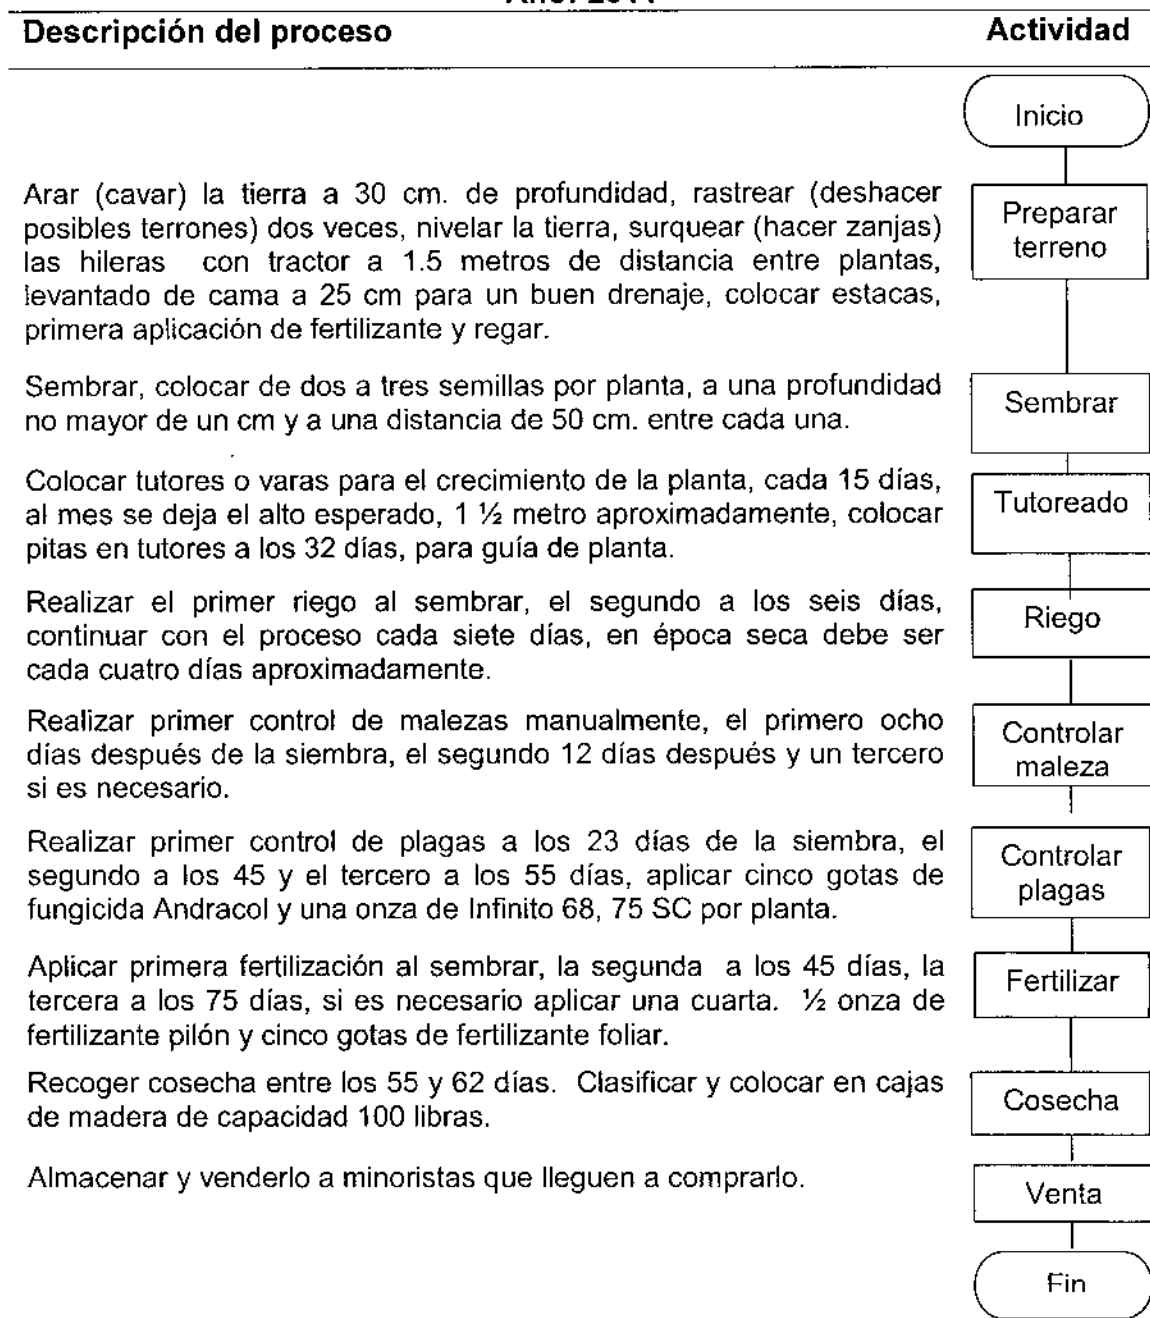 Descripción del proceso Actividad
Inicio
Arar (cavar) la tierra a 30 cm. de profundidad, rastrear (deshacer
posibles terrones) dos veces, nivelar la tierra, surquear (hacer zanjas)
las hileras con tractor a 1.5 metros de distancia entre plantas,
levantado de cama a 25 cm para un buen drenaje, colocar estacas,
primera aplicación de fertilizante y regar.
Preparar
terreno
Sembrar, colocar de dos a tres semillas por planta, a una profundidad
no mayor de un cm y a una distancia de 50 cm. entre cada una.
Sembrar
Colocar tutores o varas para el crecimiento de la planta, cada 15 días,
al mes se deja el alto esperado, 1 ½ metro aproximadamente, colocar
pitas en tutores a los 32 días, para guía de planta.
Tutoreado
Realizar el primer riego al sembrar, el segundo a los seis días,
continuar con el proceso cada siete días, en época seca debe ser
cada cuatro días aproximadamente.
Riego
Realizar primer control de malezas manualmente, el primero ocho
días después de la siembra, el segundo 12 días después y un tercero
si es necesario.
Controlar
maleza
Realizar primer control de plagas a los 23 días de la siembra, el
segundo a los 45 y el tercero a los 55 días, aplicar cinco gotas de
fungicida Andracol y una onza de Infinito 68, 75 SC por planta.
Controlar
plagas
Aplicar primera fertilización al sembrar, la segunda a los 45 días, la
tercera a los 75 días, si es necesario aplicar una cuarta. ½ onza de
fertilizante pilón y cinco gotas de fertilizante foliar.
Fertilizar
Recoger cosecha entre los 55 y 62 días. Clasificar y colocar en cajas
de madera de capacidad 100 libras.
Cosecha
Almacenar y venderlo a minoristas que lleguen a comprarlo.
Venta
Fin